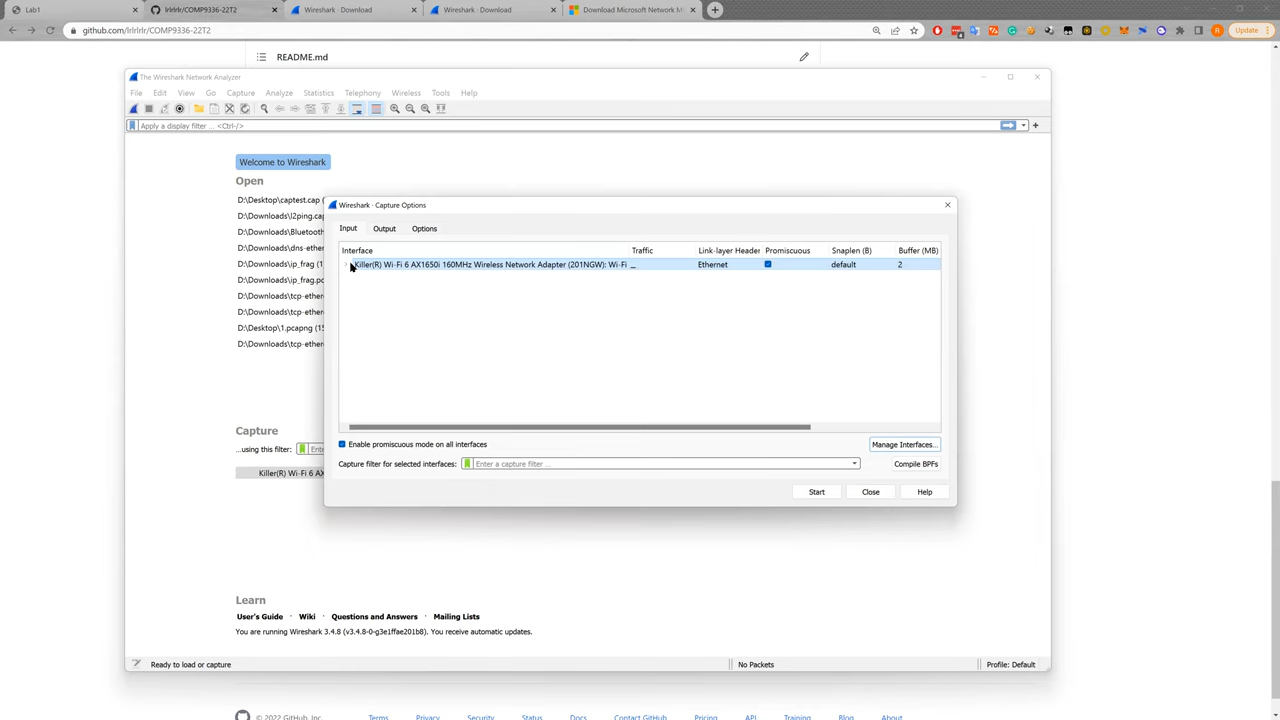 Lab1
lrlrlrlr/COMP9336-22T2
Wireshark · Download
Wireshark · Download
Download Microsoft Network M
github.com/lrlrlrlr/COMP9336-22T2
Update
README.md
The Wireshark Network Analyzer
File Edit View Go Capture Analyze Statistics Telephony Wireless Tools Help
Apply a display filter ... <Ctrl-/>
Welcome to Wireshark
Open
D:\Desktop\captest.cap (
D:\Downloads\l2ping.cap
D:\Downloads\Bluetooth
D:\Downloads\dns-ether
D:\Downloads\ip_frag (1
D:\Downloads\ip_frag.pc
D:\Downloads\tcp-ether
D:\Downloads\tcp-ether
D:\Desktop\1.pcapng (15
D:\Downloads\tcp-ether
Wireshark · Capture Options
Input Output Options
Interface Traffic Link-layer Header Promiscuous Snaplen (B) Buffer (MB)
Killer(R) Wi-Fi 6 AX1650i 160MHz Wireless Network Adapter (201NGW): Wi-Fi Ethernet default 2
Enable promiscuous mode on all interfaces
Manage Interfaces...
Capture filter for selected interfaces: Enter a capture filter ...
Compile BPFs
Start Close Help
Capture
...using this filter: Ent
Killer(R) Wi-Fi 6 AX
Learn
User's Guide · Wiki · Questions and Answers · Mailing Lists
You are running Wireshark 3.4.8 (v3.4.8-0-g3e1ffae201b8). You receive automatic updates.
Ready to load or capture
No Packets
Profile: Default
© 2022 GitHub, Inc. Terms Privacy Security Status Docs Contact GitHub Pricing API Training Blog About